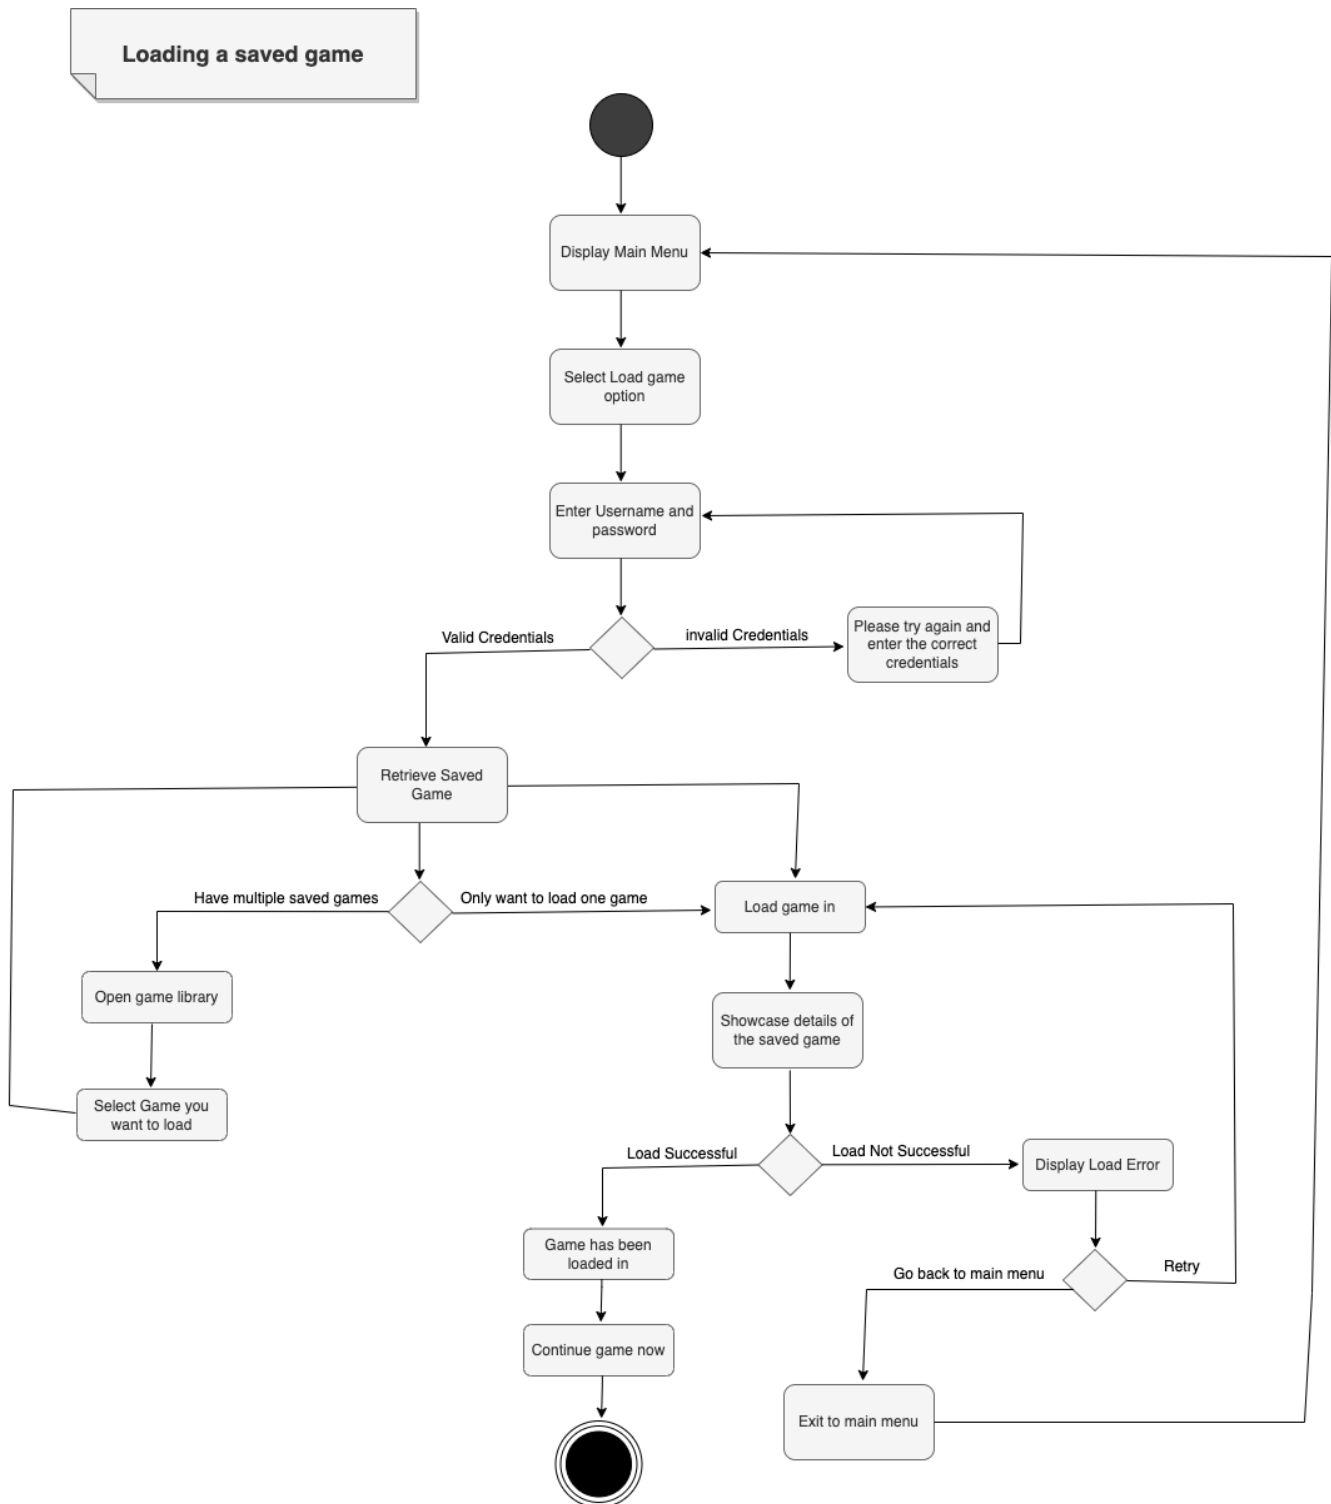 Loading a saved game
Display Main Menu
Select Load game
option
Enter Username and
password
Valid Credentials
invalid Credentials
Please try again and
enter the correct
credentials
Retrieve Saved
Game
Have multiple saved games
Only want to load one game
Load game in
Open game library
Showcase details of
the saved game
Select Game you
want to load
Load Successful
Load Not Successful
Display Load Error
Game has been
loaded in
Go back to main menu
Retry
Continue game now
Exit to main menu